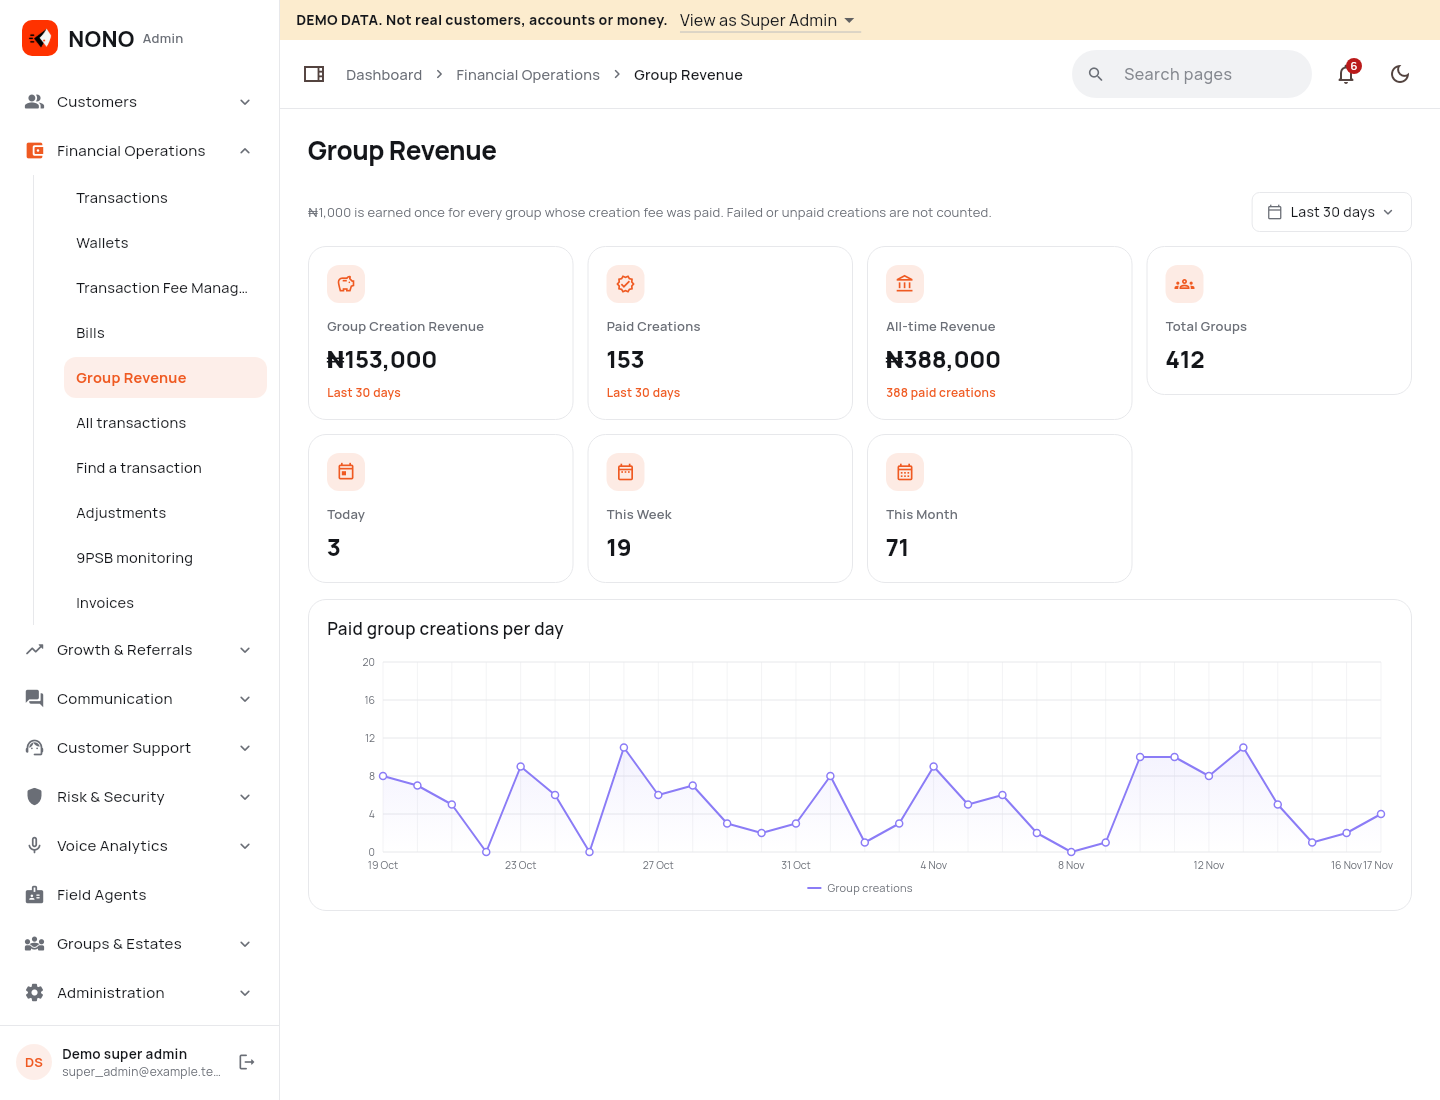 DEMO DATA. Not real customers, accounts or money.
View as Super Admin
NONO Admin
Customers
Financial Operations
Transactions
Wallets
Transaction Fee Manag...
Bills
Group Revenue
All transactions
Find a transaction
Adjustments
9PSB monitoring
Invoices
Growth & Referrals
Communication
Customer Support
Risk & Security
Voice Analytics
Field Agents
Groups & Estates
Administration
DS
Demo super admin
super_admin@example.te...
Dashboard > Financial Operations > Group Revenue
Search pages
6
Group Revenue
₦1,000 is earned once for every group whose creation fee was paid. Failed or unpaid creations are not counted.
Last 30 days
Group Creation Revenue
₦153,000
Last 30 days
Paid Creations
153
Last 30 days
All-time Revenue
₦388,000
388 paid creations
Total Groups
412
Today
3
This Week
19
This Month
71
Paid group creations per day
20
16
12
8
4
0
19 Oct 23 Oct 27 Oct 31 Oct 4 Nov 8 Nov 12 Nov 16 Nov 17 Nov
Group creations